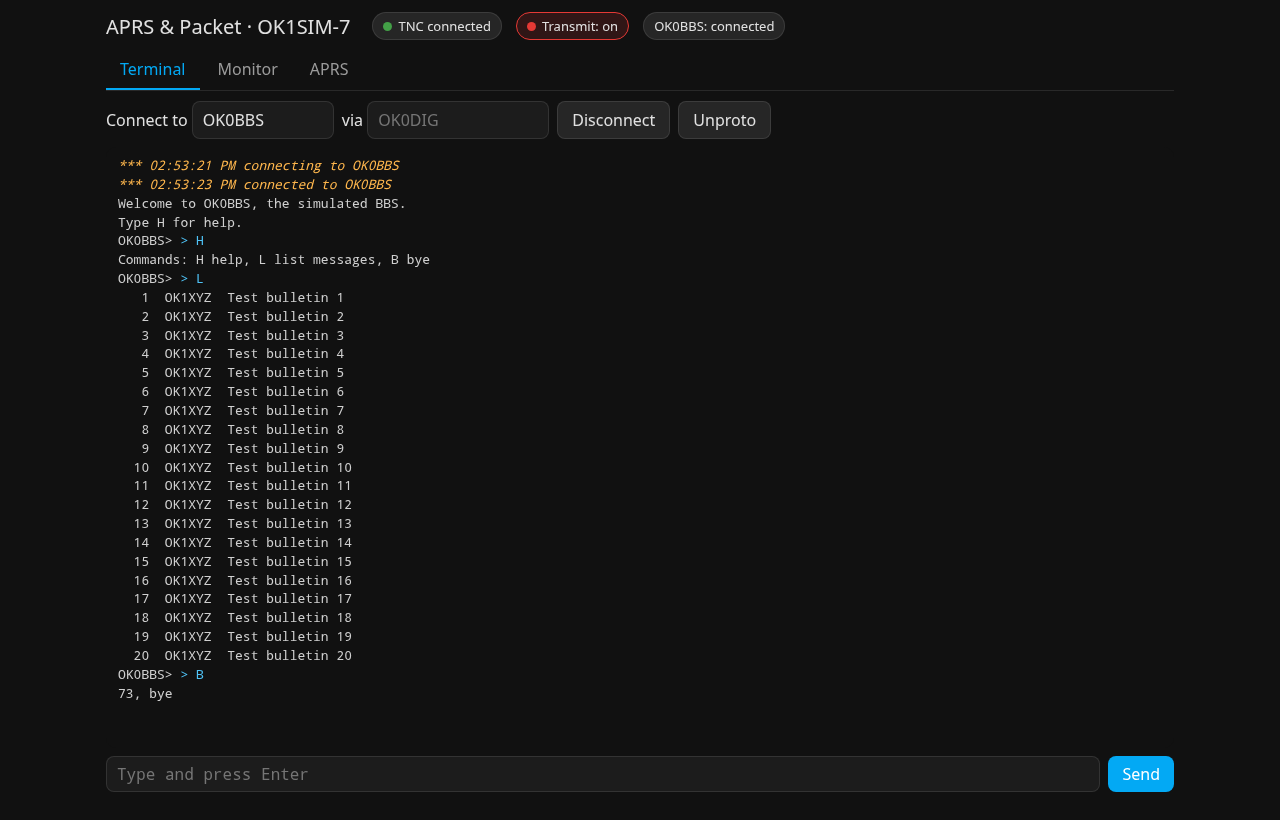 APRS & Packet · OK1SIM-7 TNC connected Transmit: on OK0BBS: connected
Terminal Monitor APRS
Connect to OK0BBS via OK0DIG Disconnect Unproto
*** 02:53:21 PM connecting to OK0BBS
*** 02:53:23 PM connected to OK0BBS
Welcome to OK0BBS, the simulated BBS.
Type H for help.
OK0BBS> > H
Commands: H help, L list messages, B bye
OK0BBS> > L
1 OK1XYZ Test bulletin 1
2 OK1XYZ Test bulletin 2
3 OK1XYZ Test bulletin 3
4 OK1XYZ Test bulletin 4
5 OK1XYZ Test bulletin 5
6 OK1XYZ Test bulletin 6
7 OK1XYZ Test bulletin 7
8 OK1XYZ Test bulletin 8
9 OK1XYZ Test bulletin 9
10 OK1XYZ Test bulletin 10
11 OK1XYZ Test bulletin 11
12 OK1XYZ Test bulletin 12
13 OK1XYZ Test bulletin 13
14 OK1XYZ Test bulletin 14
15 OK1XYZ Test bulletin 15
16 OK1XYZ Test bulletin 16
17 OK1XYZ Test bulletin 17
18 OK1XYZ Test bulletin 18
19 OK1XYZ Test bulletin 19
20 OK1XYZ Test bulletin 20
OK0BBS> > B
73, bye
Type and press Enter Send